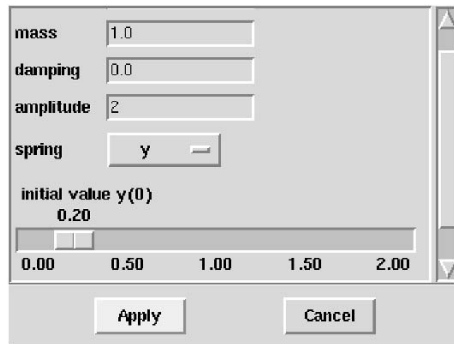 mass 1.0
damping 0.0
amplitude 2
spring y
initial value y(0)
0.20
0.00 0.50 1.00 1.50 2.00
Apply Cancel